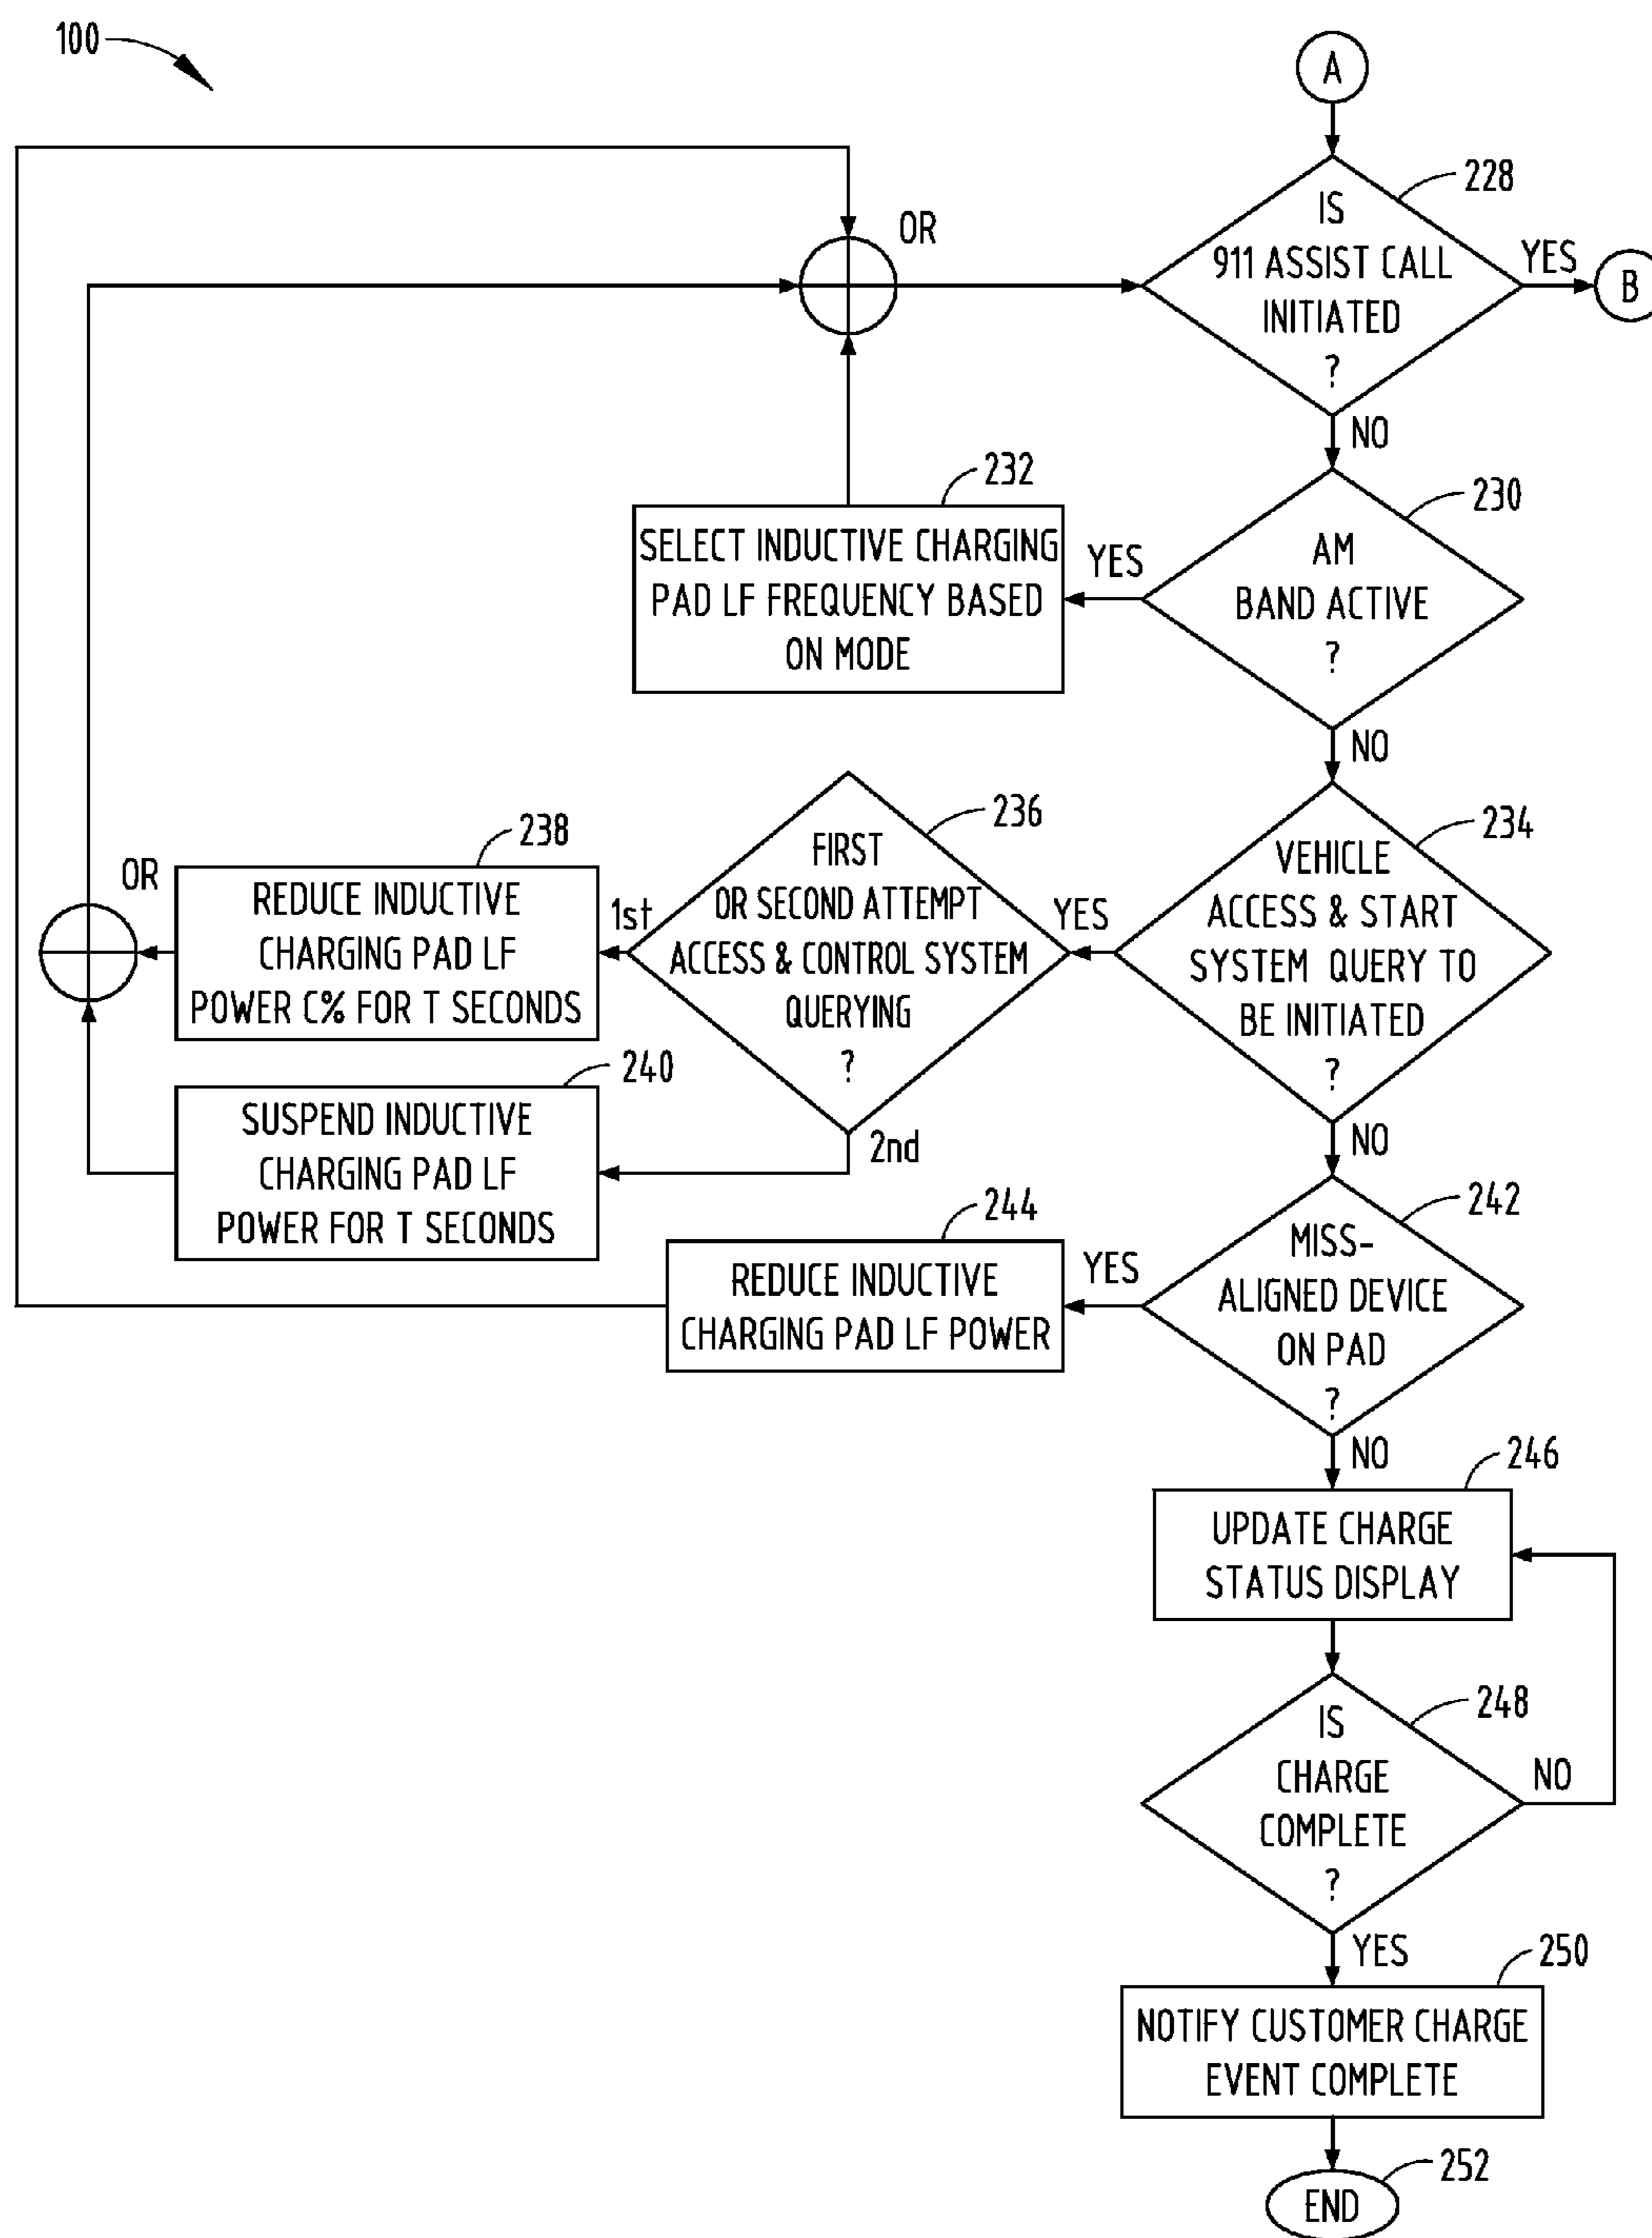 100
A
228
IS
911 ASSIST CALL
INITIATED
?
YES
B
OR
NO
232
SELECT INDUCTIVE CHARGING
PAD LF FREQUENCY BASED
ON MODE
YES
230
AM
BAND ACTIVE
?
NO
234
VEHICLE
ACCESS & START
SYSTEM QUERY TO
BE INITIATED
?
YES
236
FIRST
OR SECOND ATTEMPT
ACCESS & CONTROL SYSTEM
QUERYING
?
1st
238
REDUCE INDUCTIVE
CHARGING PAD LF
POWER C% FOR T SECONDS
OR
2nd
240
SUSPEND INDUCTIVE
CHARGING PAD LF
POWER FOR T SECONDS
NO
242
MISS-
ALIGNED DEVICE
ON PAD
?
YES
244
REDUCE INDUCTIVE
CHARGING PAD LF POWER
NO
246
UPDATE CHARGE
STATUS DISPLAY
248
IS
CHARGE
COMPLETE
?
NO
YES
250
NOTIFY CUSTOMER CHARGE
EVENT COMPLETE
252
END